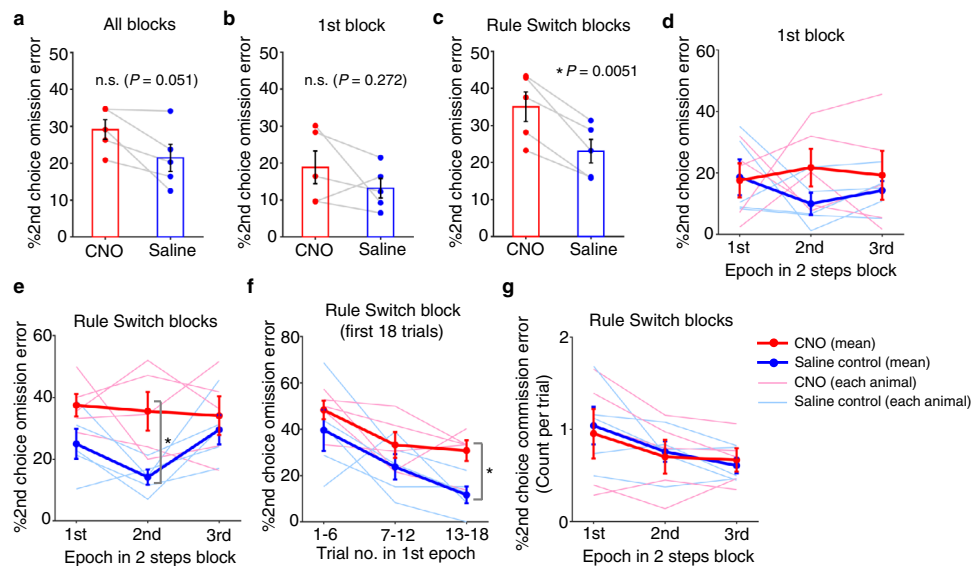 a
All blocks
%2nd choice omission error
50
40
30
20
10
0
n.s. (P = 0.051)
CNO
Saline
b
1st block
%2nd choice omission error
50
40
30
20
10
0
n.s. (P = 0.272)
CNO
Saline
c
Rule Switch blocks
%2nd choice omission error
50
40
30
20
10
0
* P = 0.0051
CNO
Saline
d
1st block
%2nd choice omission error
60
40
20
0
1st
2nd
3rd
Epoch in 2 steps block
e
Rule Switch blocks
%2nd choice omission error
60
40
20
0
*
1st
2nd
3rd
Epoch in 2 steps block
f
Rule Switch block
(first 18 trials)
%2nd choice omission error
80
60
40
20
0
*
1-6
7-12
13-18
Trial no. in 1st epoch
g
Rule Switch blocks
%2nd choice commission error
(Count per trial)
2
1
0
1st
2nd
3rd
Epoch in 2 steps block
CNO (mean)
Saline control (mean)
CNO (each animal)
Saline control (each animal)